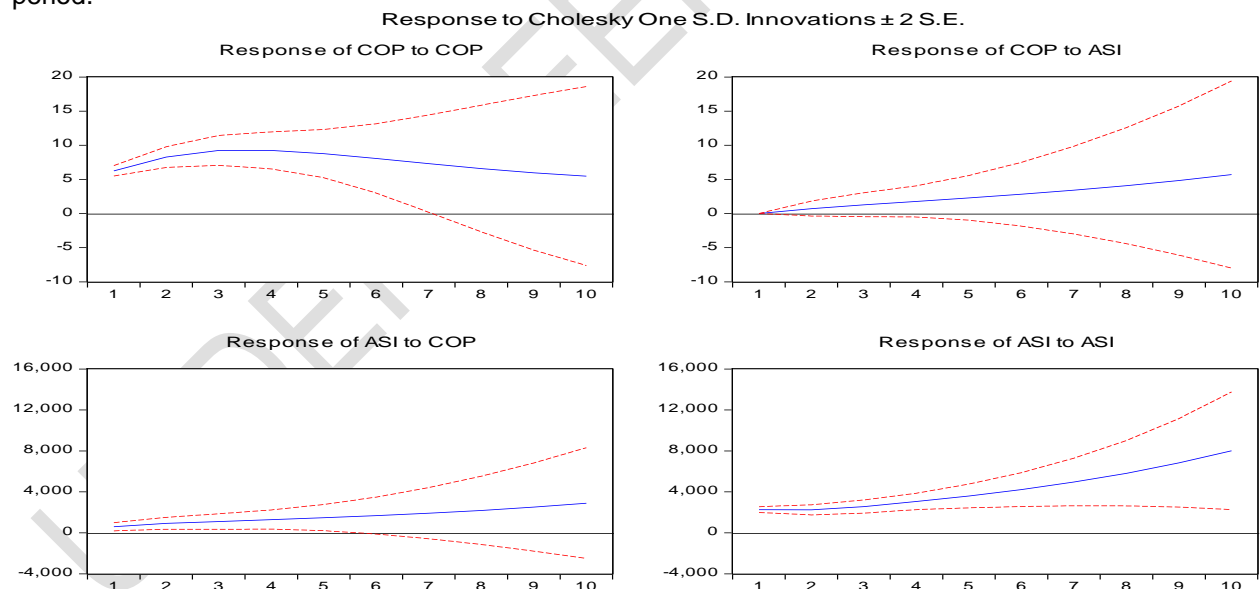 period.
Response to Cholesky One S.D. Innovations ± 2 S.E.
Response of COP to COP
20
15
10
5
0
-5
-10
1 2 3 4 5 6 7 8 9 10
Response of COP to ASI
20
15
10
5
0
-5
-10
1 2 3 4 5 6 7 8 9 10
Response of ASI to COP
16,000
12,000
8,000
4,000
0
-4,000
1 2 3 4 5 6 7 8 9 10
Response of ASI to ASI
16,000
12,000
8,000
4,000
0
-4,000
1 2 3 4 5 6 7 8 9 10